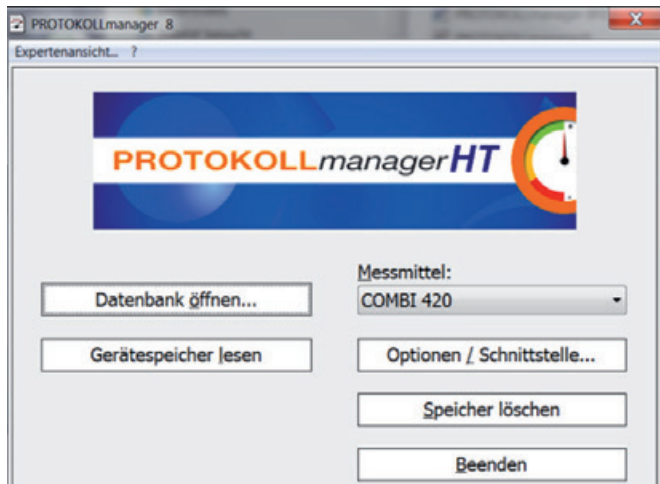 PROTOKOLLmanager 8
Expertenansicht... ?
PROTOKOLLmanagerHT
Messmittel:
Datenbank öffnen...
COMBI 420
Gerätespeicher lesen
Optionen / Schnittstelle...
Speicher löschen
Beenden